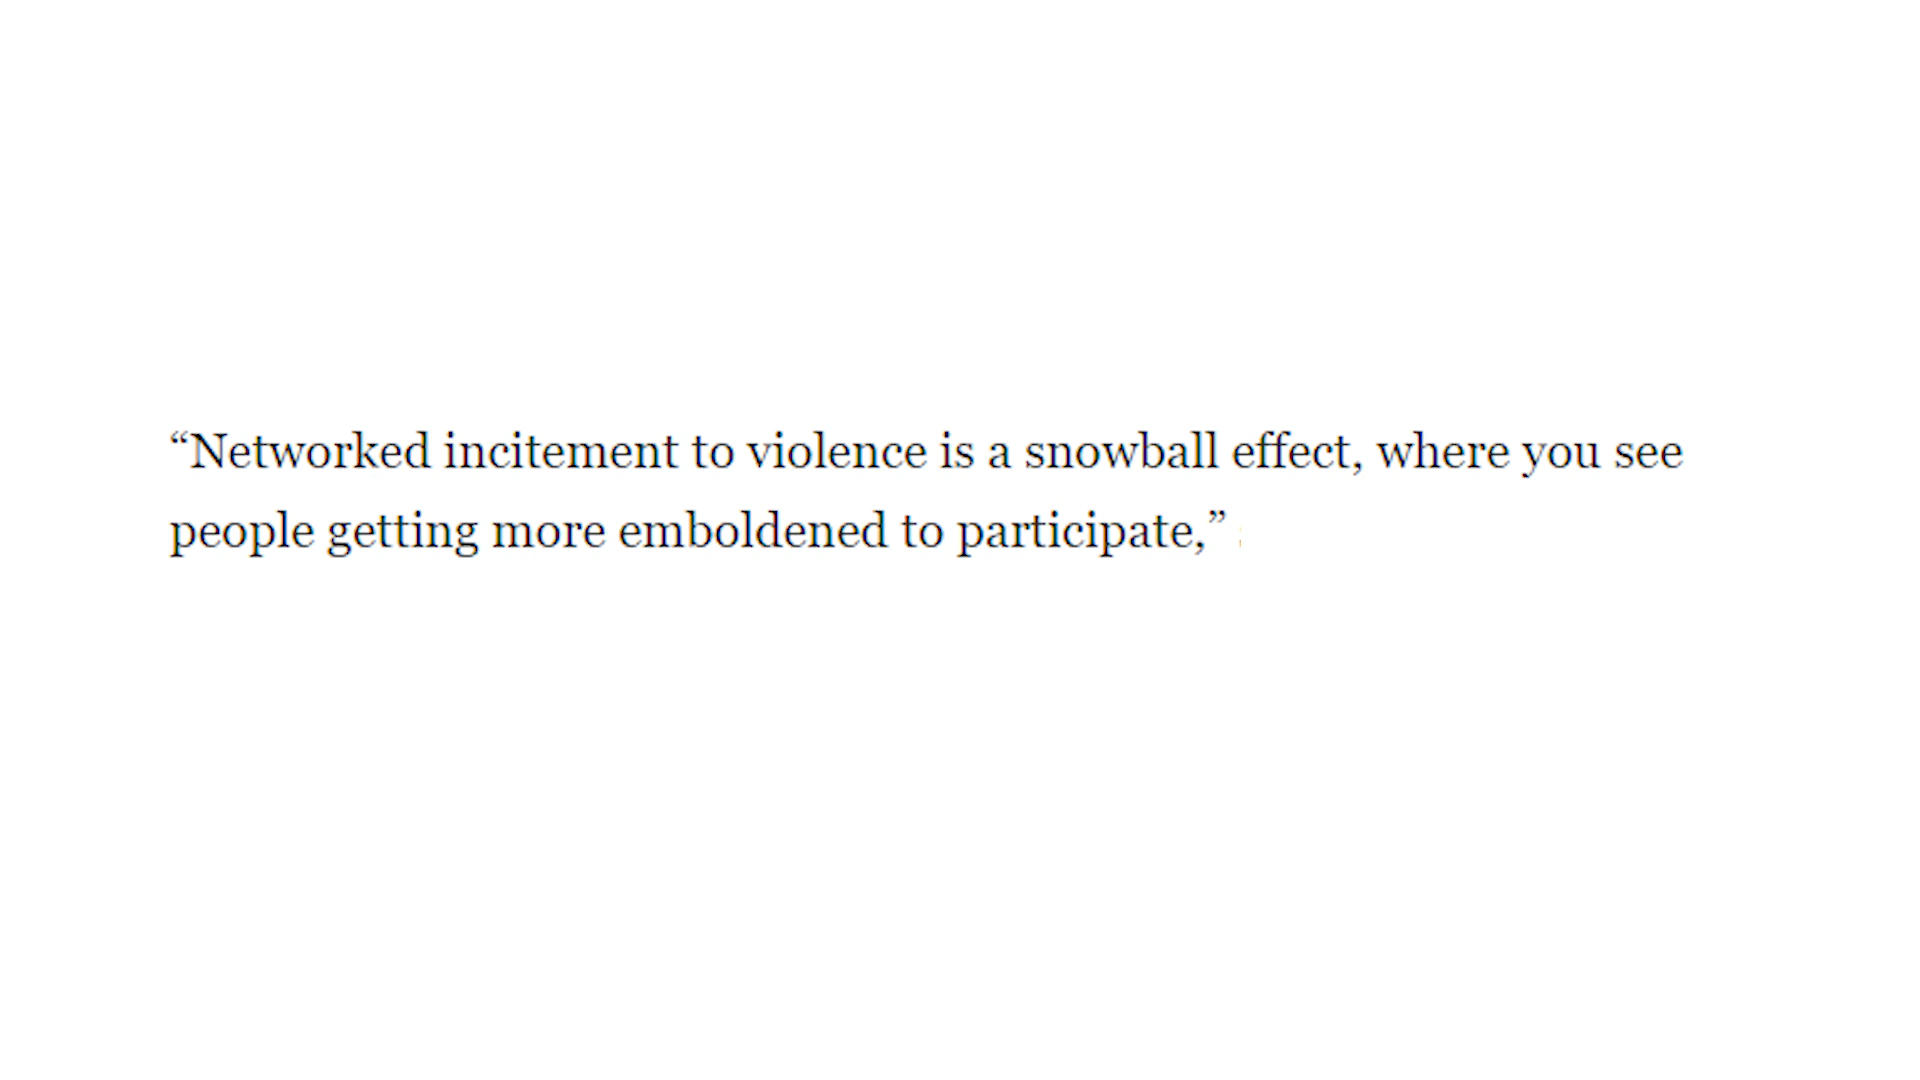 “Networked incitement to violence is a snowball effect, where you see
people getting more emboldened to participate,”